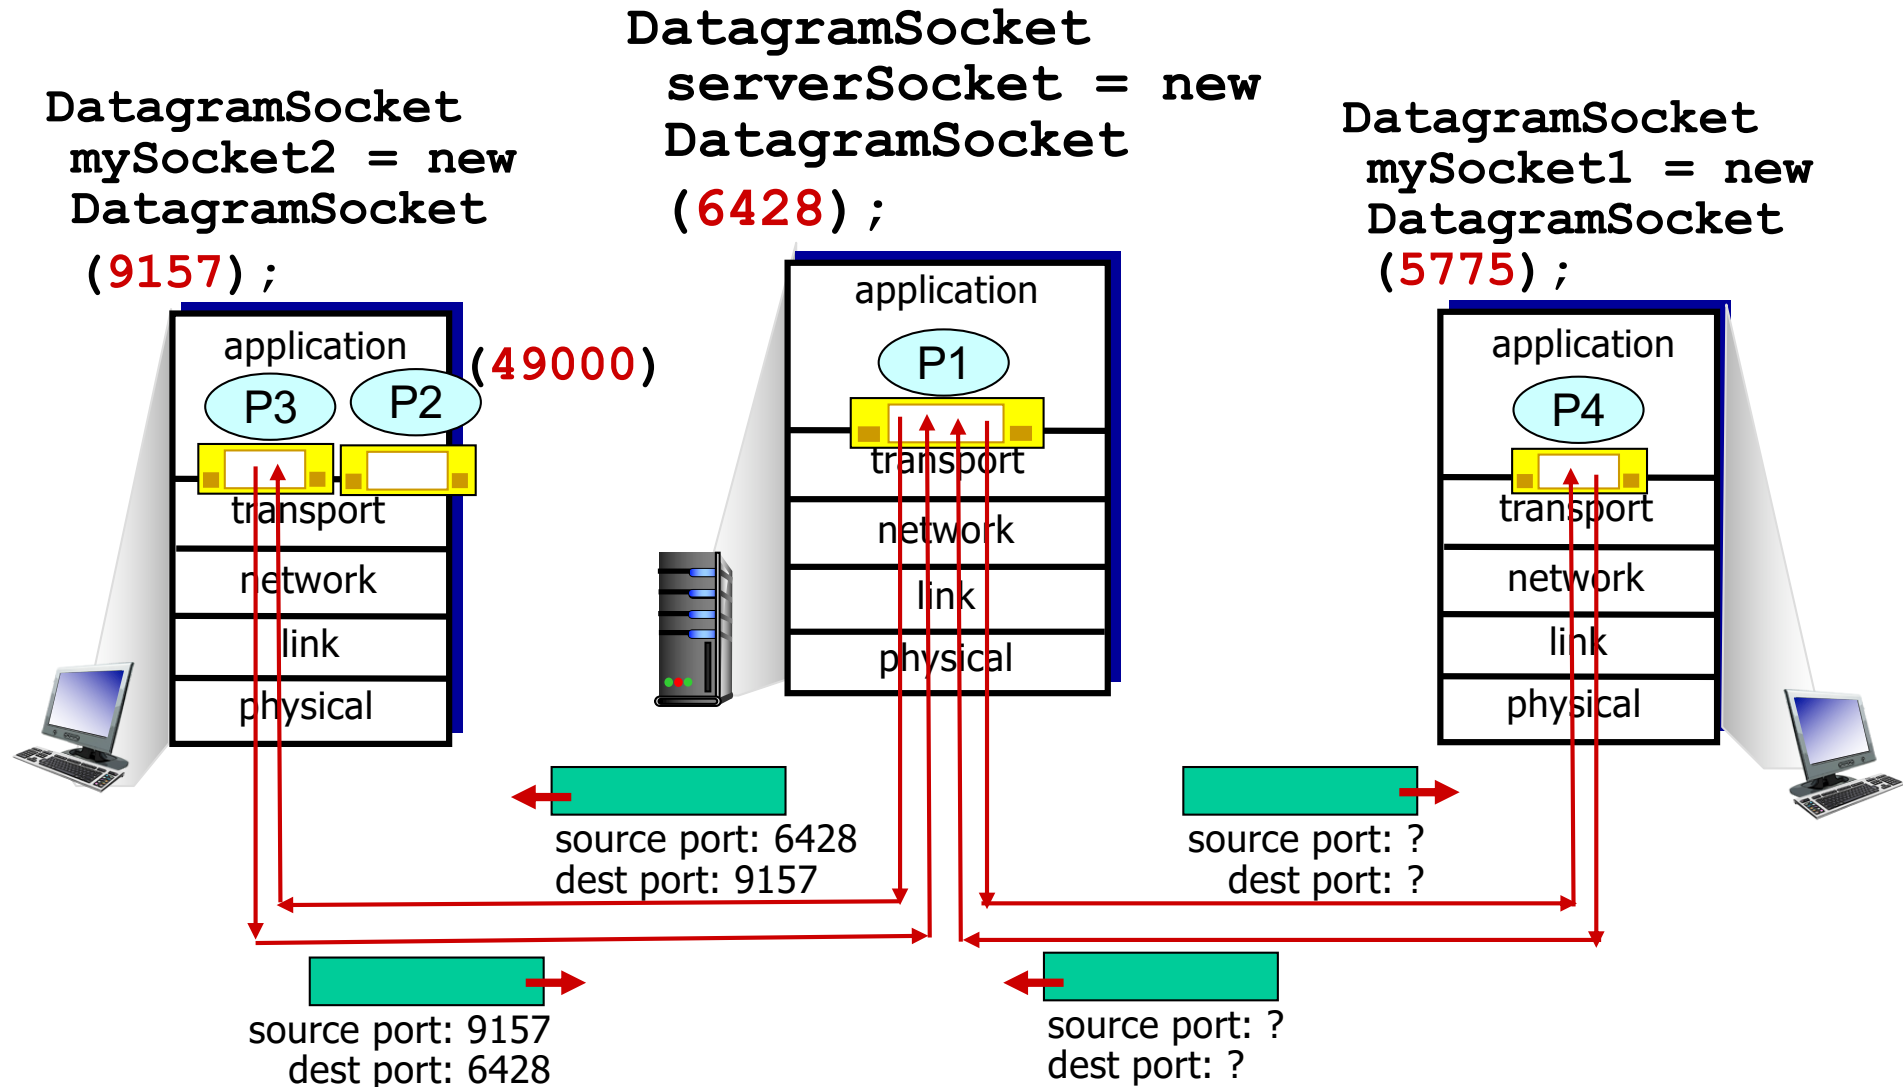 DatagramSocket
mySocket2 = new
DatagramSocket
(9157);
DatagramSocket
serverSocket = new
DatagramSocket
(6428);
DatagramSocket
mySocket1 = new
DatagramSocket
(5775);
application
(49000)
P3
P2
transport
network
link
physical
application
P1
transport
network
link
physical
application
P4
transport
network
link
physical
source port: 6428
dest port: 9157
source port: ?
dest port: ?
source port: 9157
dest port: 6428
source port: ?
dest port: ?